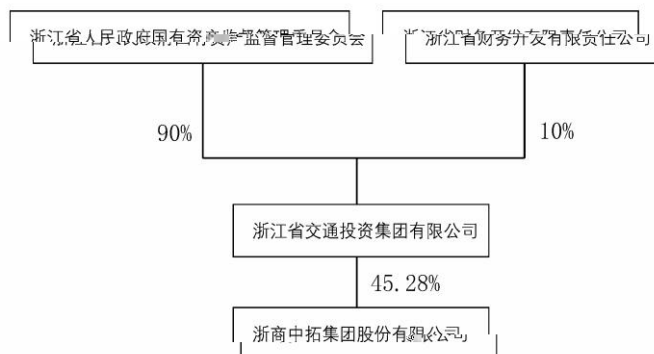 浙江省人民政府国有资产监督管理委员会
浙江省财务开发有限责任公司
90%
10%
浙江省交通投资集团有限公司
45.28%
浙商中拓集团股份有限公司